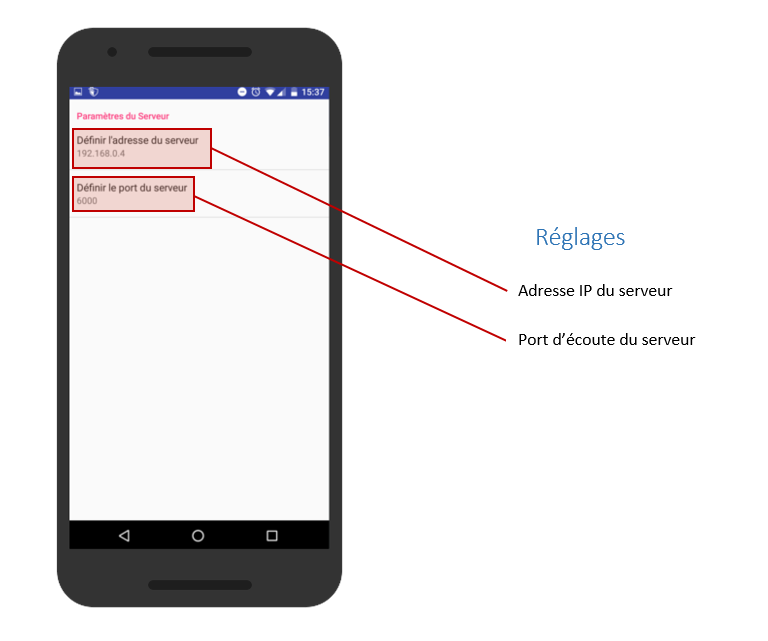 15:37
Paramètres du Serveur
Définir l'adresse du serveur
192.168.0.4
Définir le port du serveur
6000
Réglages
Adresse IP du serveur
Port d’écoute du serveur